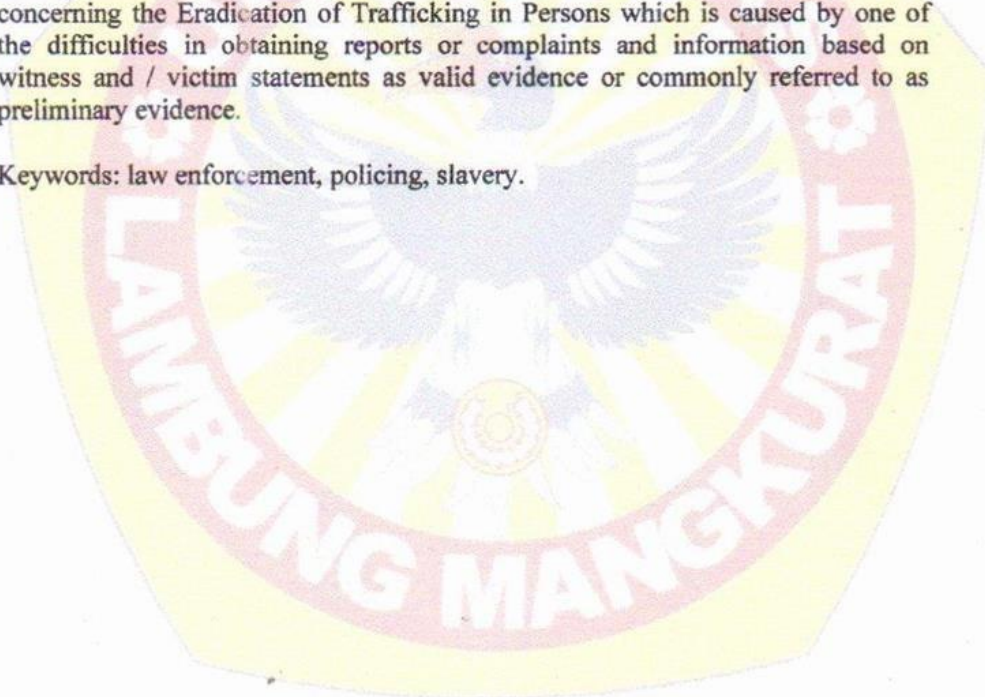 concerning the Eradication of Trafficking in Persons which is caused by one of
the difficulties in obtaining reports or complaints and information based on
witness and / victim statements as valid evidence or commonly referred to as
preliminary evidence.
Keywords: law enforcement, policing, slavery.
LAMBUNG MANGKURAT